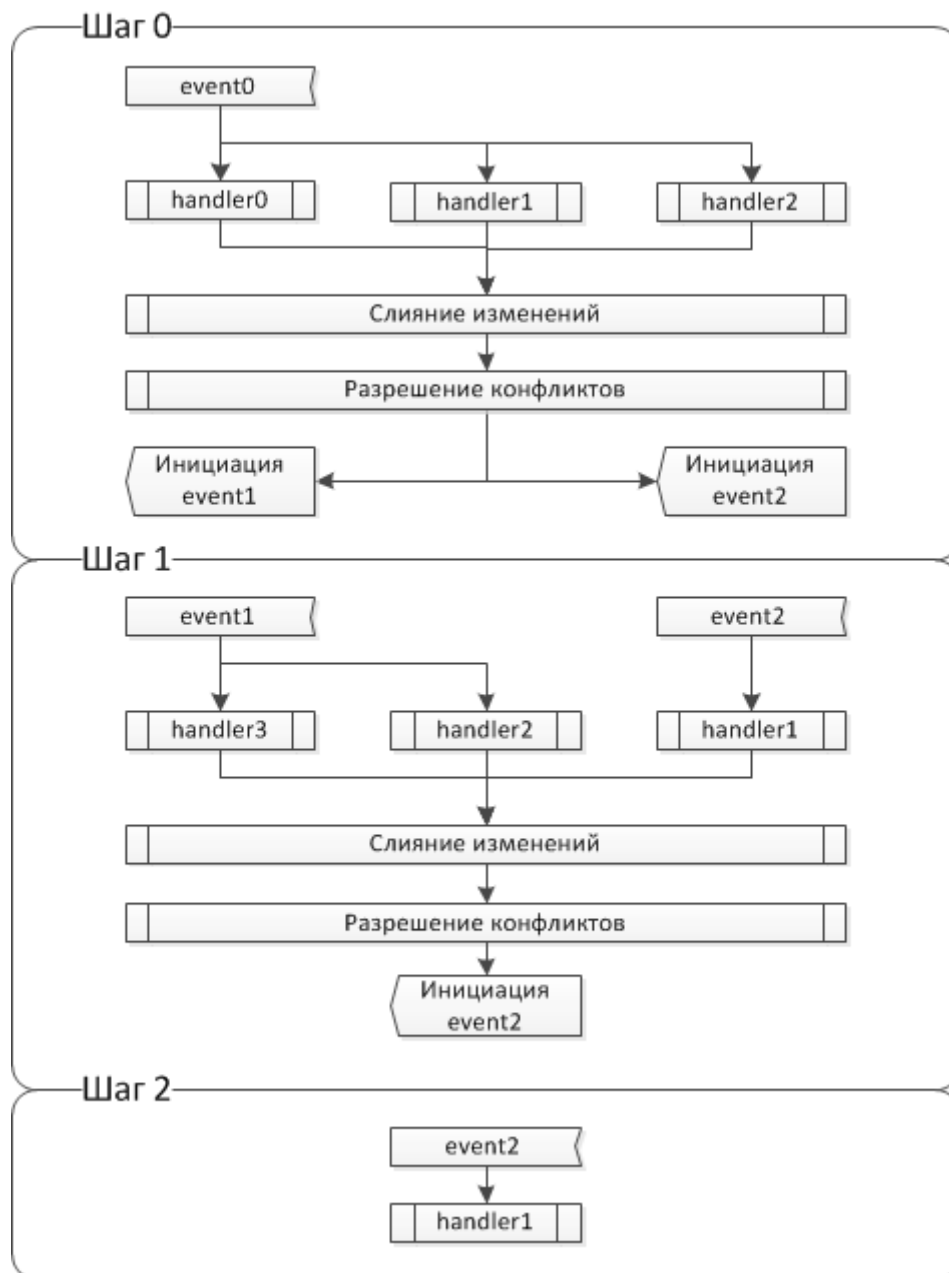 Шаг 0
event0
handler0
handler1
handler2
Слияние изменений
Разрешение конфликтов
Инициация
event1
Инициация
event2
Шаг 1
event1
event2
handler3
handler2
handler1
Слияние изменений
Разрешение конфликтов
Инициация
event2
Шаг 2
event2
handler1